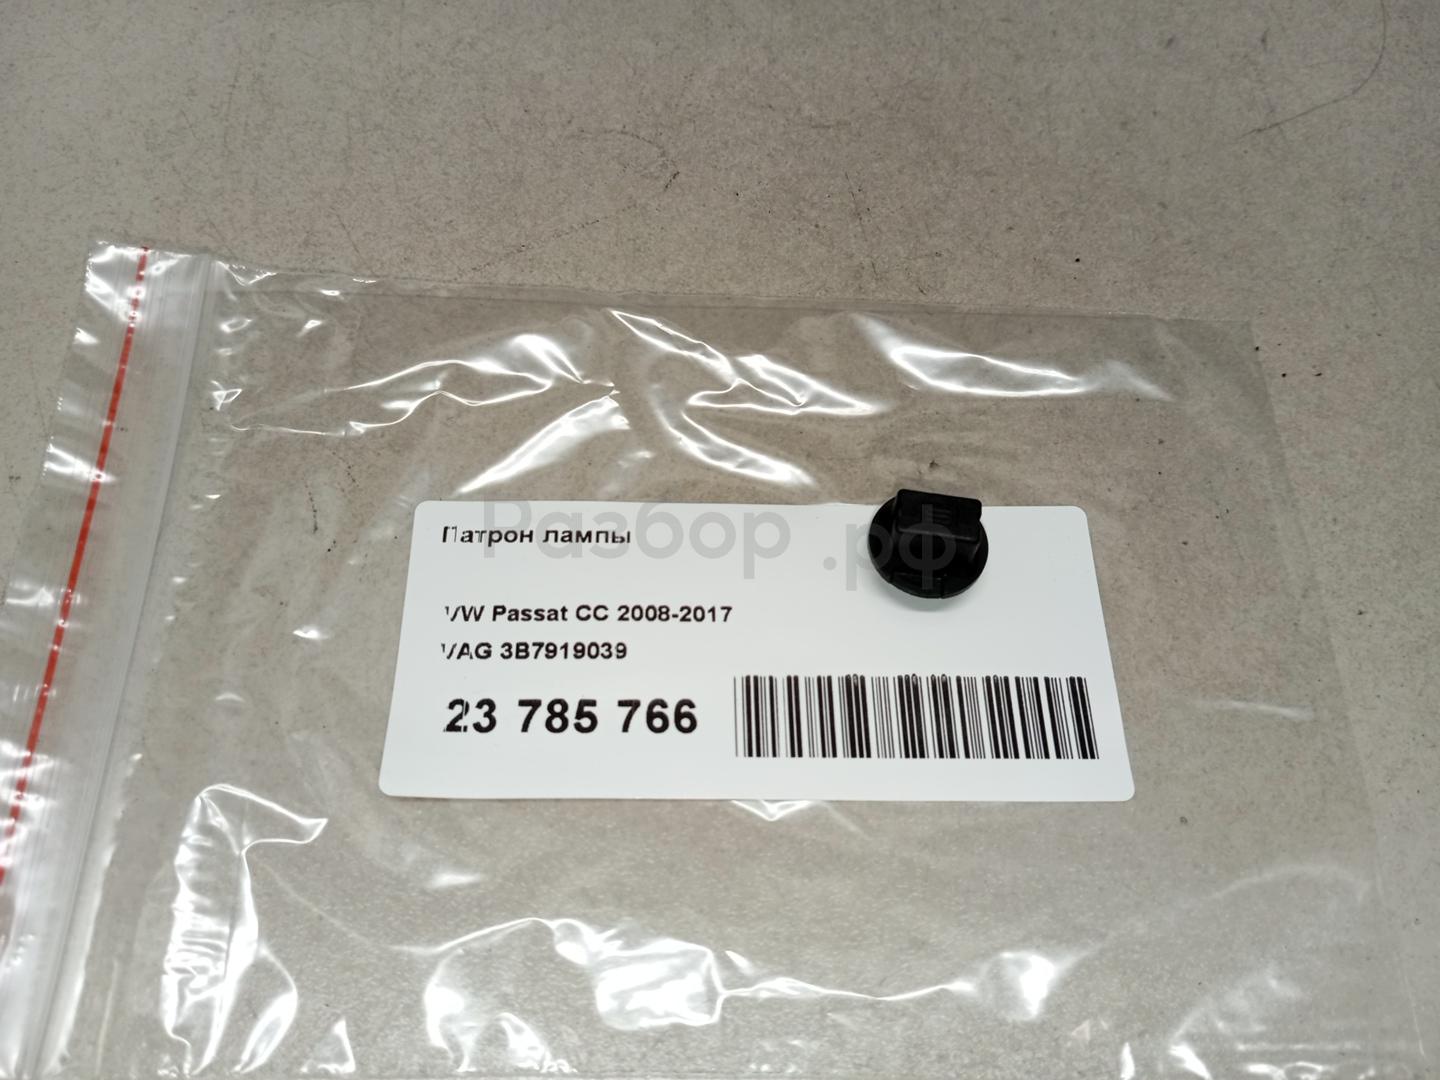 Разбор.рф
Патрон лампы
VW Passat CC 2008-2017
VAG 3B7919039
23 785 766